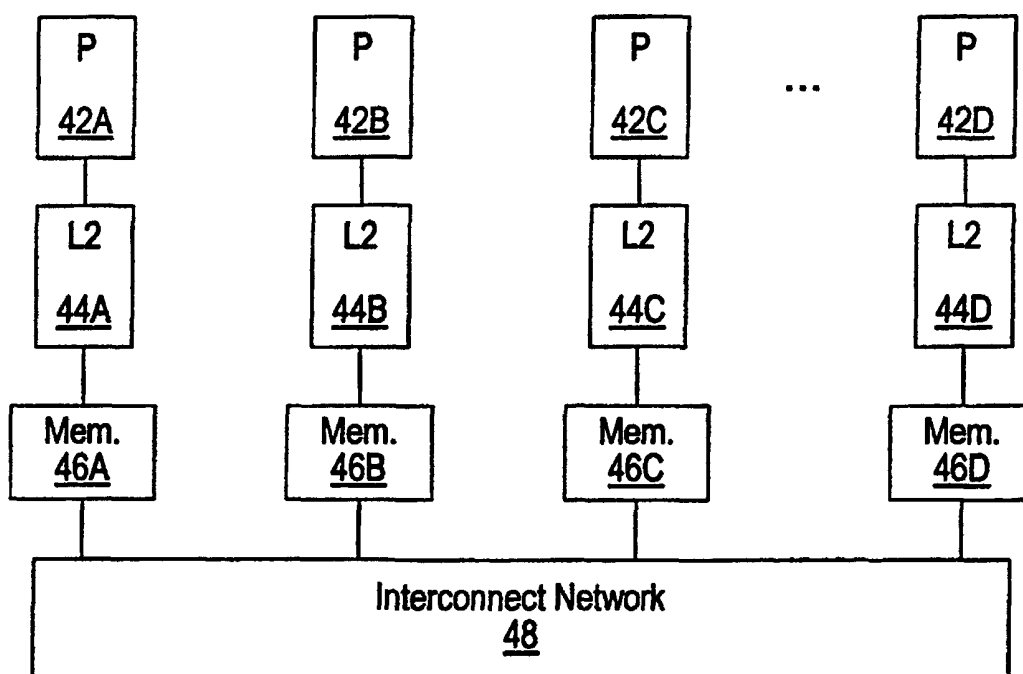 P P P P
42A 42B 42C ... 42D
L2 L2 L2 L2
44A 44B 44C 44D
Mem. Mem. Mem. Mem.
46A 46B 46C 46D
Interconnect Network
48